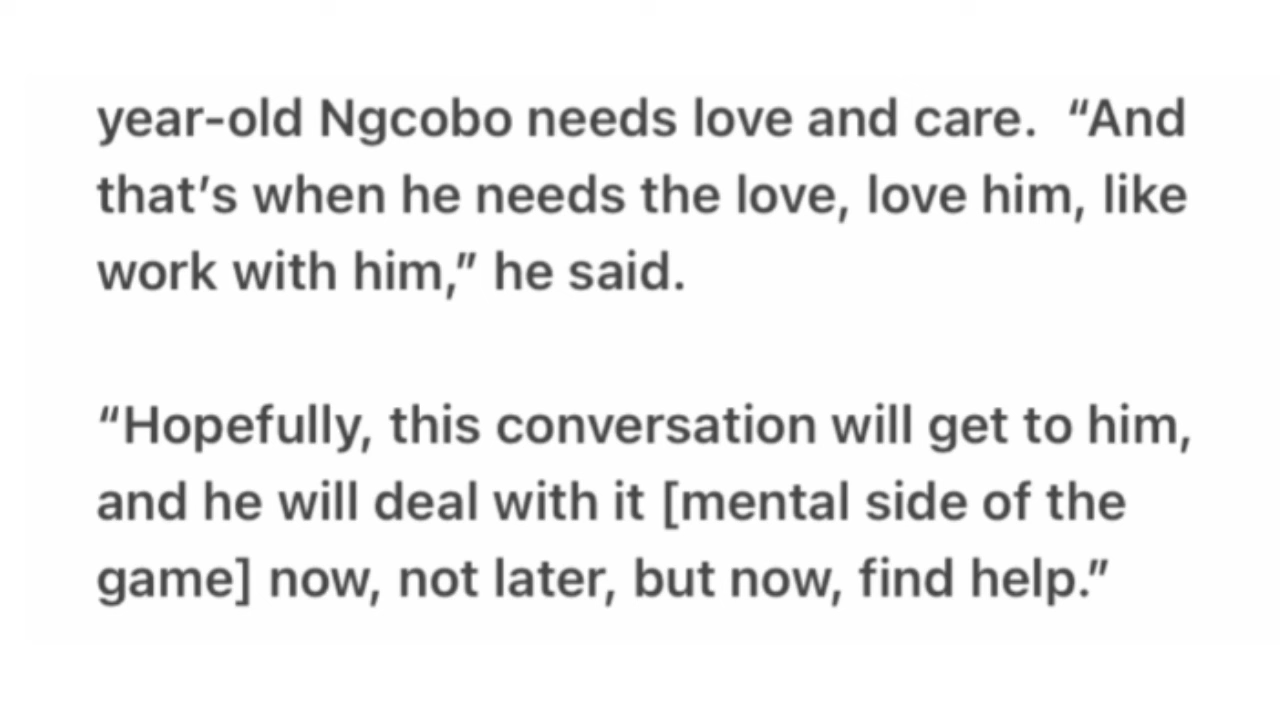 year-old Ngcobo needs love and care.  “And
that’s when he needs the love, love him, like
work with him,” he said.
“Hopefully, this conversation will get to him,
and he will deal with it [mental side of the
game] now, not later, but now, find help.”